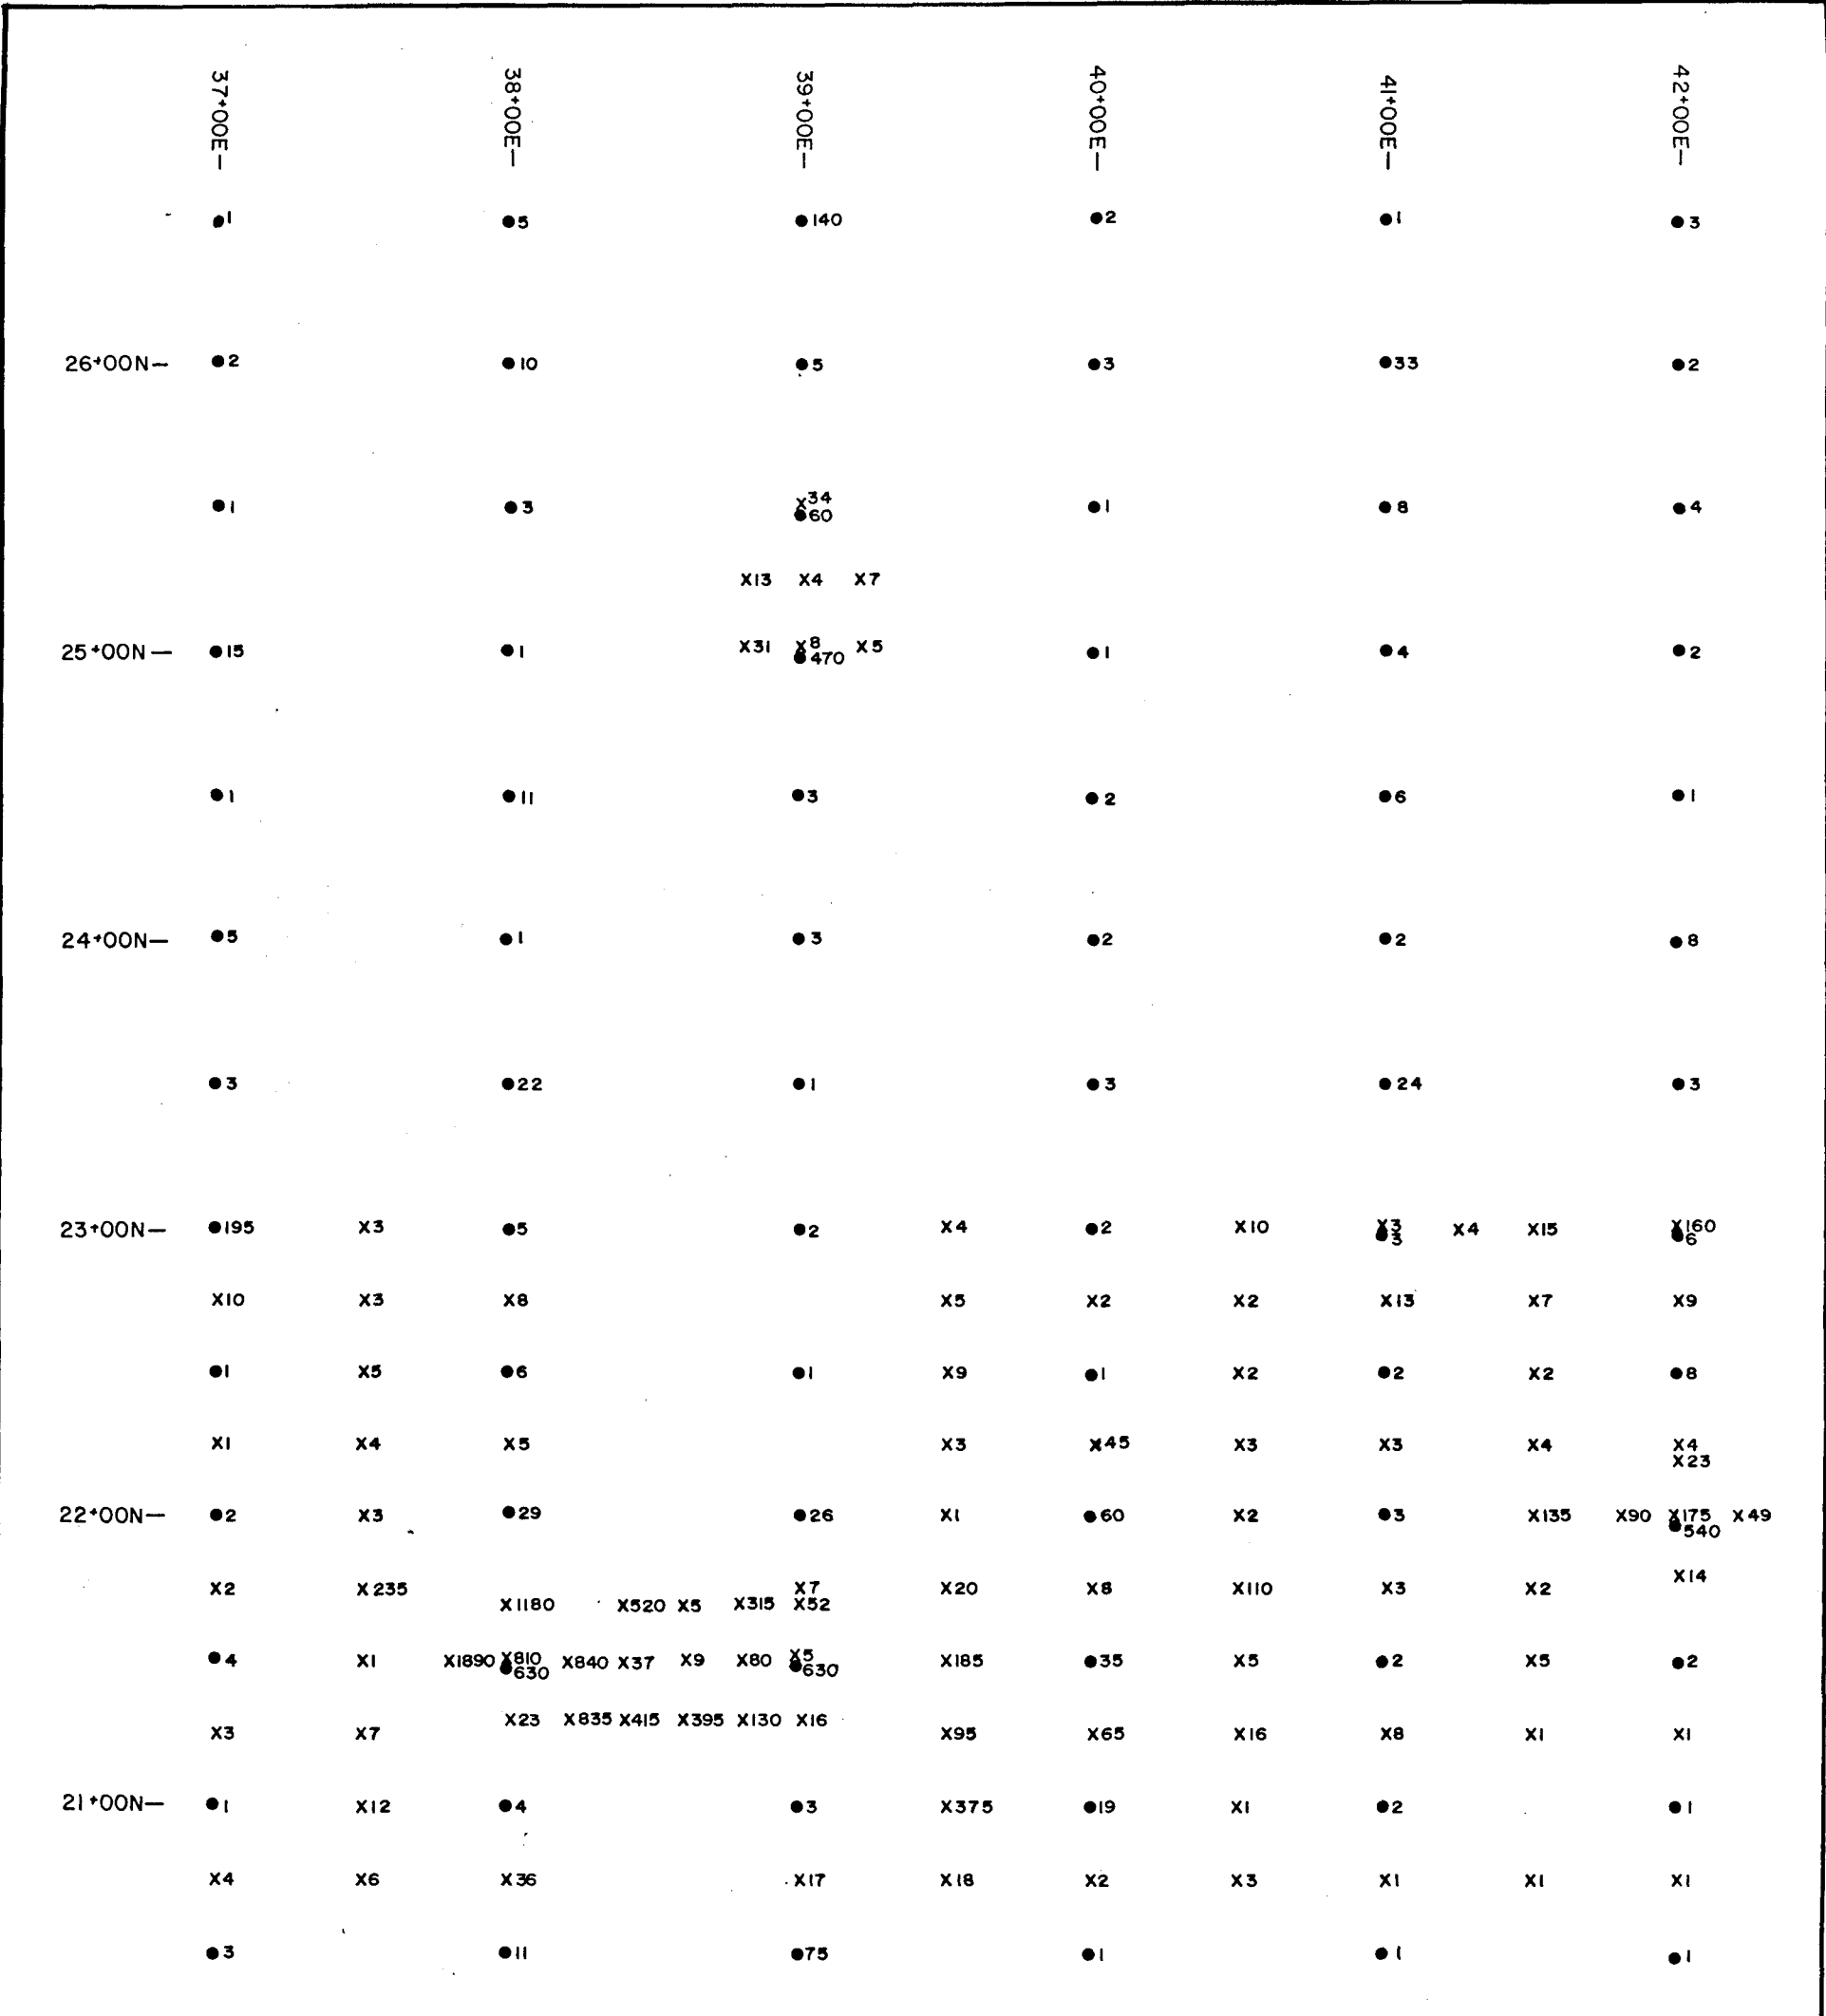 37+00E— 38+00E— 39+00E— 40+00E— 41+00E— 42+00E—
●1 ●5 ●140 ●2 ●1 ●3
26+00N— ●2 ●10 ●5 ●3 ●33 ●2
X34
●1 ●3 ●60 ●1 ●8 ●4
X13 X4 X7
25+00N— ●15 ●1 X31 X8 X5 ●1 ●4 ●2
●470
●1 ●11 ●3 ●2 ●6 ●1
24+00N— ●5 ●1 ●3 ●2 ●2 ●8
●3 ●22 ●1 ●3 ●24 ●3
23+00N— ●195 X3 ●5 ●2 X4 ●2 X10 X3 X4 X15 X160
●3 ●6
X10 X3 X8 X5 X2 X2 X13 X7 X9
●1 X5 ●6 ●1 X9 ●1 X2 ●2 X2 ●8
X1 X4 X5 X3 X45 X3 X3 X4 X4
X23
22+00N— ●2 X3 ●29 ●26 X1 ●60 X2 ●3 X135 X90 X175 X49
●540
X14
X2 X235 X7 X20 X8 X110 X3 X2
X1180 X520 X5 X315 X52
●4 X1 X1890 X810 X840 X37 X9 X80 X5 X185 ●35 X5 ●2 X5 ●2
●630 ●630
X23 X835 X415 X395 X130 X16
X3 X7 X95 X65 X16 X8 X1 X1
21+00N— ●1 X12 ●4 ●3 X375 ●19 X1 ●2 ●1
X4 X6 X36 X17 X18 X2 X3 X1 X1 X1
●3 ●11 ●75 ●1 ●1 ●1